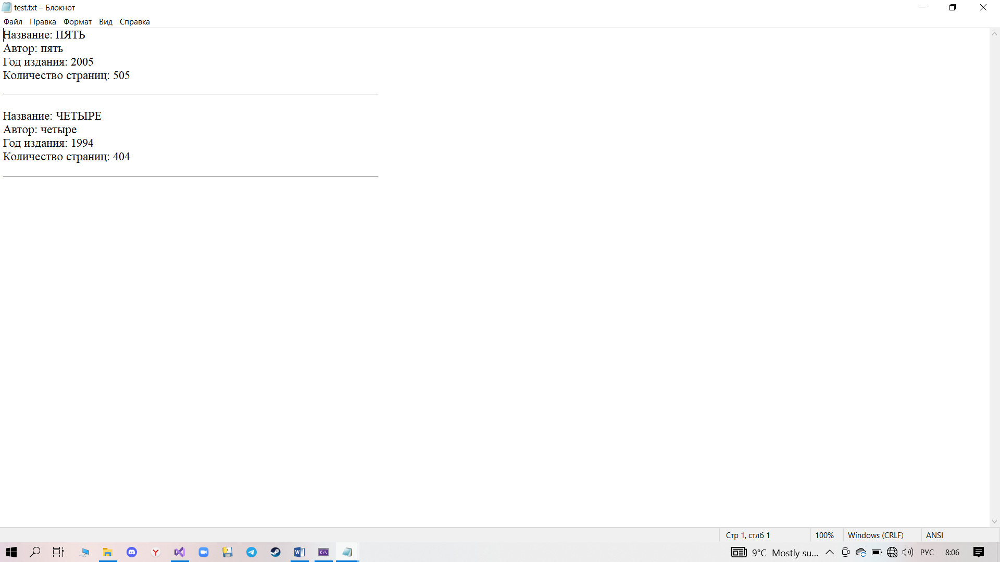 test.txt – Блокнот
Файл Правка Формат Вид Справка
Название: ПЯТЬ
Автор: пять
Год издания: 2005
Количество страниц: 505
Название: ЧЕТЫРЕ
Автор: четыре
Год издания: 1994
Количество страниц: 404
Стр 1, стлб 1 100% Windows (CRLF) ANSI
9°C Mostly su... РУС 8:06